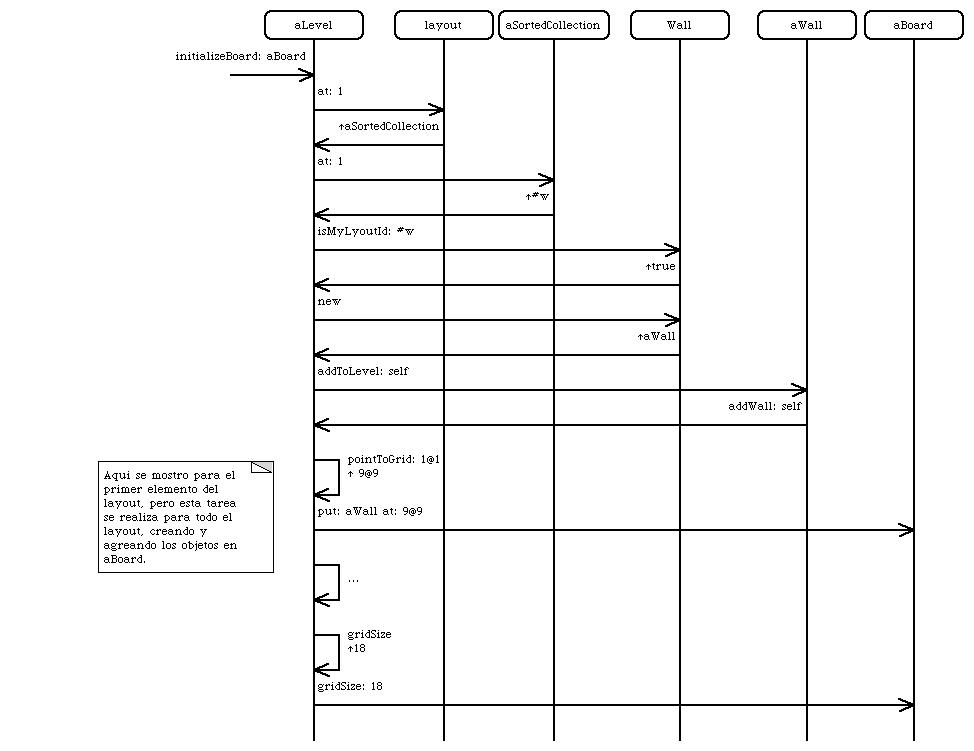 aLevel
layout
aSortedCollection
Wall
aWall
aBoard
initializeBoard: aBoard
at: 1
↑aSortedCollection
at: 1
↑#w
isMyLyoutId: #w
↑true
new
↑aWall
addToLevel: self
addWall: self
pointToGrid: 1@1
↑ 9@9
Aqui se mostro para el
primer elemento del
layout, pero esta tarea
se realiza para todo el
layout, creando y
agreando los objetos en
aBoard.
put: aWall at: 9@9
...
gridSize
↑18
gridSize: 18